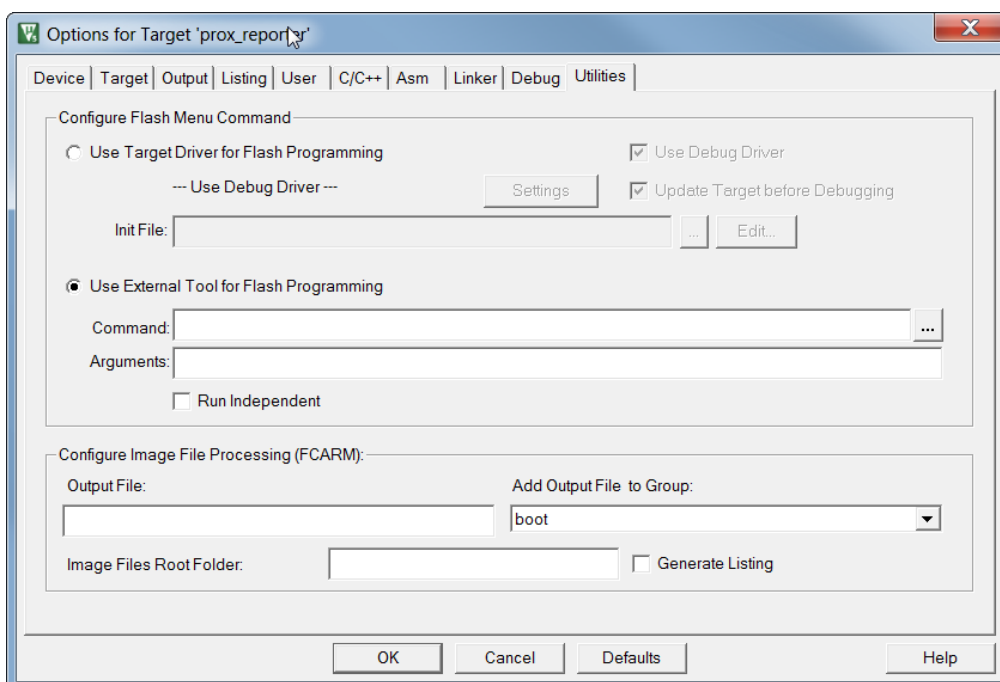 Options for Target 'prox_reporter'
Device Target Output Listing User C/C++ Asm Linker Debug Utilities
Configure Flash Menu Command
Use Target Driver for Flash Programming Use Debug Driver
--- Use Debug Driver --- Settings Update Target before Debugging
Init File: ... Edit...
Use External Tool for Flash Programming
Command: ...
Arguments:
Run Independent
Configure Image File Processing (FCARM):
Output File: Add Output File to Group:
boot
Image Files Root Folder: Generate Listing
OK Cancel Defaults Help